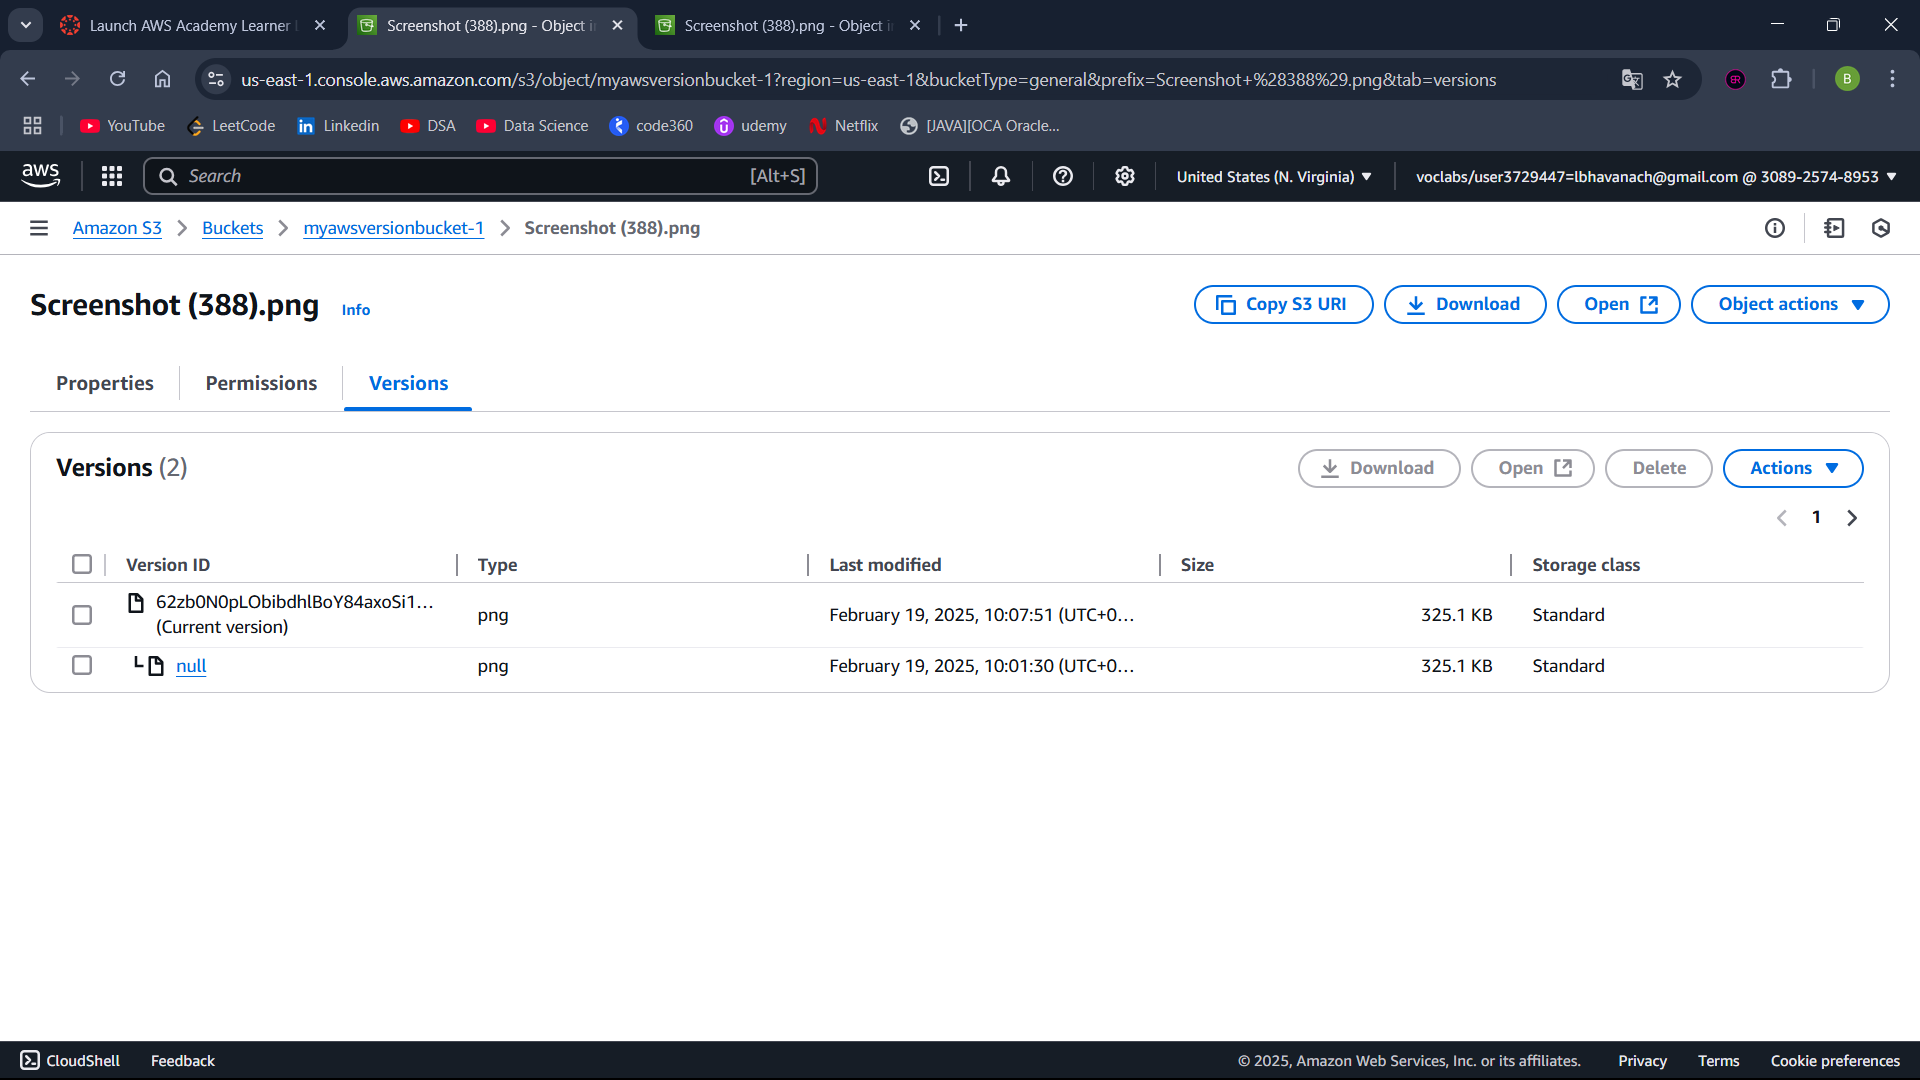 Launch AWS Academy Learner L
Screenshot (388).png - Object i
Screenshot (388).png - Object i
us-east-1.console.aws.amazon.com/s3/object/myawsversionbucket-1?region=us-east-1&bucketType=general&prefix=Screenshot+%28388%29.png&tab=versions
B
YouTube LeetCode Linkedin DSA Data Science code360 udemy Netflix [JAVA][OCA Oracle...
aws Search [Alt+S] United States (N. Virginia) voclabs/user3729447=lbhavanach@gmail.com @ 3089-2574-8953
Amazon S3 Buckets myawsversionbucket-1 Screenshot (388).png
Screenshot (388).png Info Copy S3 URI Download Open Object actions
Properties Permissions Versions
Versions (2) Download Open Delete Actions
1
Version ID Type Last modified Size Storage class
62zb0N0pLObibdhlBoY84axoSi1...
(Current version) png February 19, 2025, 10:07:51 (UTC+0... 325.1 KB Standard
null png February 19, 2025, 10:01:30 (UTC+0... 325.1 KB Standard
CloudShell Feedback © 2025, Amazon Web Services, Inc. or its affiliates. Privacy Terms Cookie preferences